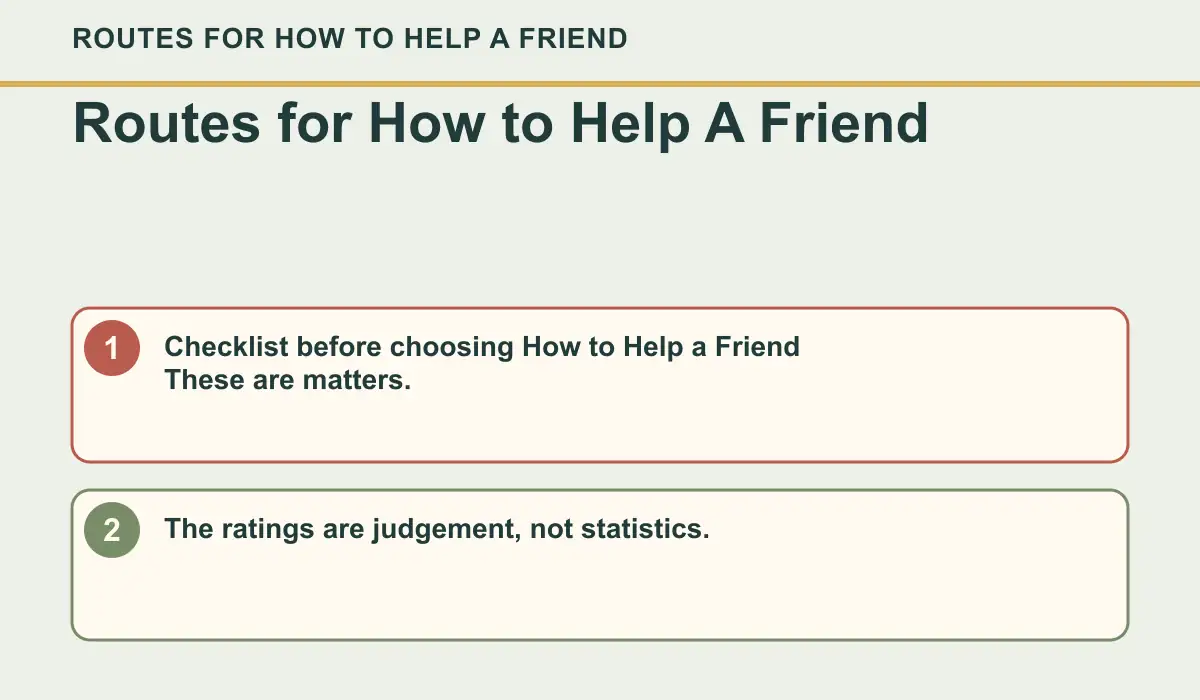 ROUTES FOR HOW TO HELP A FRIEND
Routes for How to Help A Friend
1
Checklist before choosing How to Help a Friend
These are matters.
2
The ratings are judgement, not statistics.